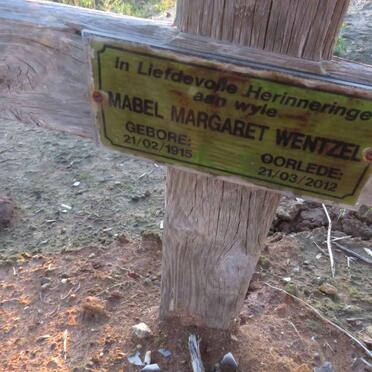 In Liefdevolle Herinneringe
aan wyle
MABEL MARGARET WENTZEL
GEBORE:
21/02/1915
OORLEDE:
21/03/2012